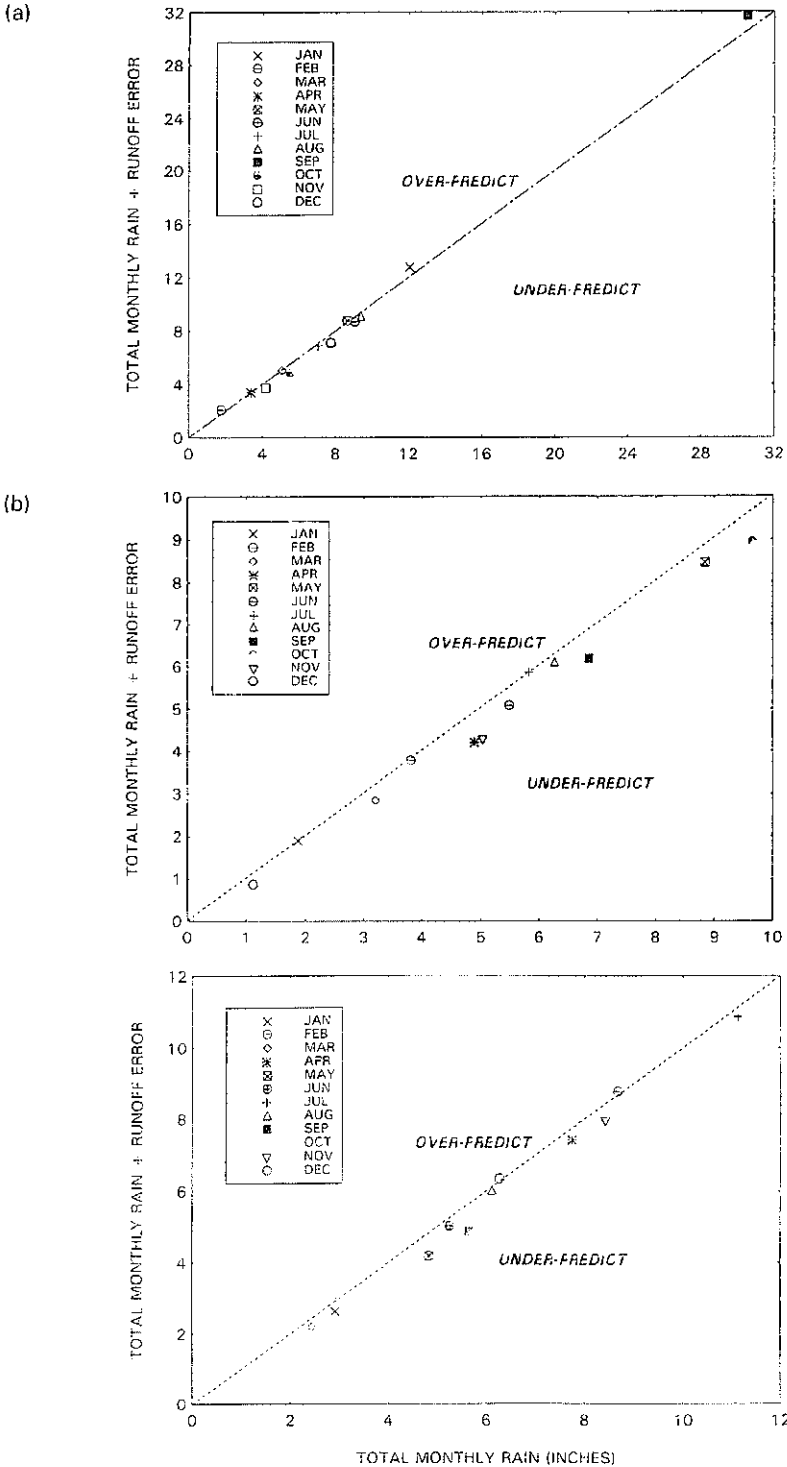 (a)
TOTAL MONTHLY RAIN + RUNOFF ERROR
32
28
24
20
16
12
8
4
0
JAN
FEB
MAR
APR
MAY
JUN
JUL
AUG
SEP
OCT
NOV
DEC
OVER-PREDICT
UNDER-PREDICT
0 4 8 12 16 20 24 28 32
(b)
TOTAL MONTHLY RAIN + RUNOFF ERROR
10
9
8
7
6
5
4
3
2
1
0
JAN
FEB
MAR
APR
MAY
JUN
JUL
AUG
SEP
OCT
NOV
DEC
OVER-PREDICT
UNDER-PREDICT
0 1 2 3 4 5 6 7 8 9 10
TOTAL MONTHLY RAIN + RUNOFF ERROR
12
10
8
6
4
2
0
JAN
FEB
MAR
APR
MAY
JUN
JUL
AUG
SEP
OCT
NOV
DEC
OVER-PREDICT
UNDER-PREDICT
0 2 4 6 8 10 12
TOTAL MONTHLY RAIN (INCHES)